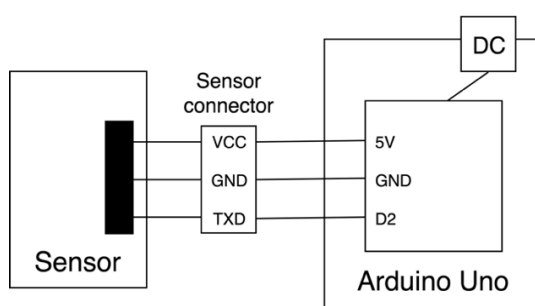 DC
Sensor
connector
VCC
5V
GND
GND
TXD
D2
Sensor
Arduino Uno